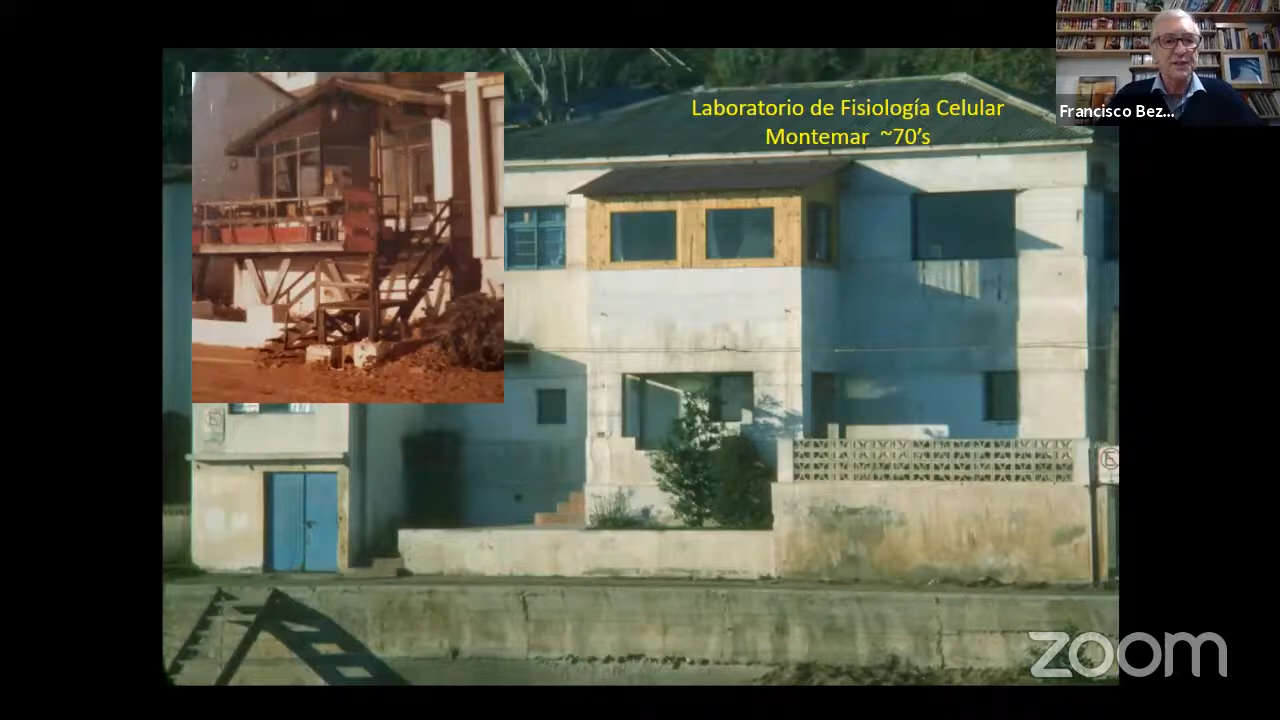 Laboratorio de Fisiología Celular
Montemar ~70's
Francisco Bez...
zoom